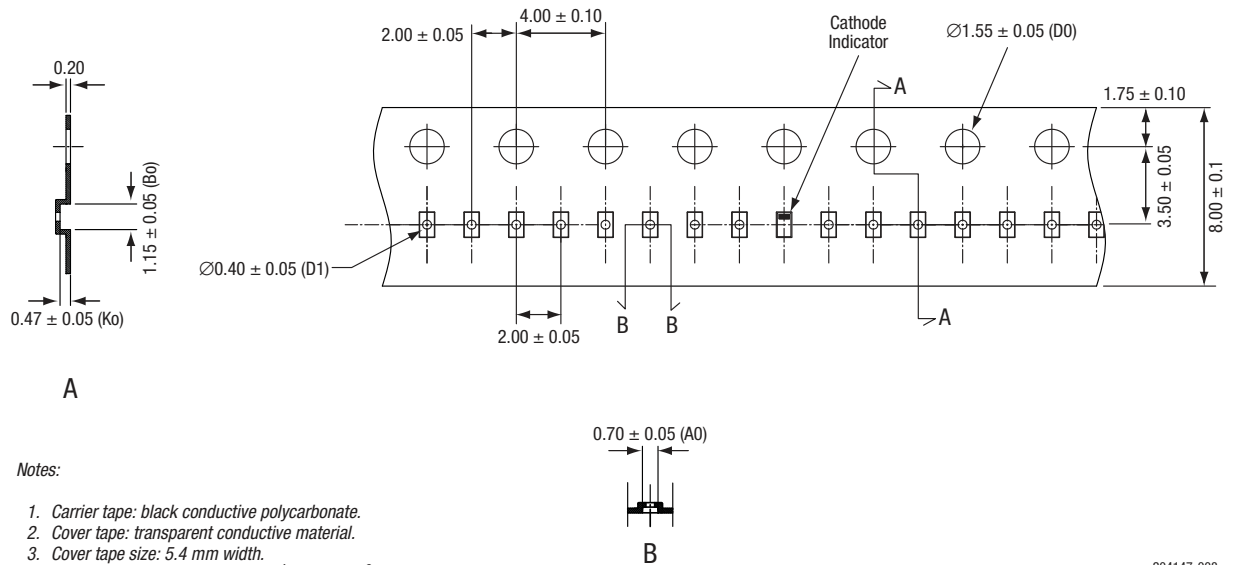 4.00 ± 0.10
2.00 ± 0.05
Cathode
Indicator
∅1.55 ± 0.05 (D0)
0.20
A
1.75 ± 0.10
1.15 ± 0.05 (Bo)
3.50 ± 0.05
8.00 ± 0.1
∅0.40 ± 0.05 (D1)
0.47 ± 0.05 (Ko)
B
B
A
2.00 ± 0.05
A
0.70 ± 0.05 (A0)
Notes:
1. Carrier tape: black conductive polycarbonate.
2. Cover tape: transparent conductive material.
3. Cover tape size: 5.4 mm width.
B